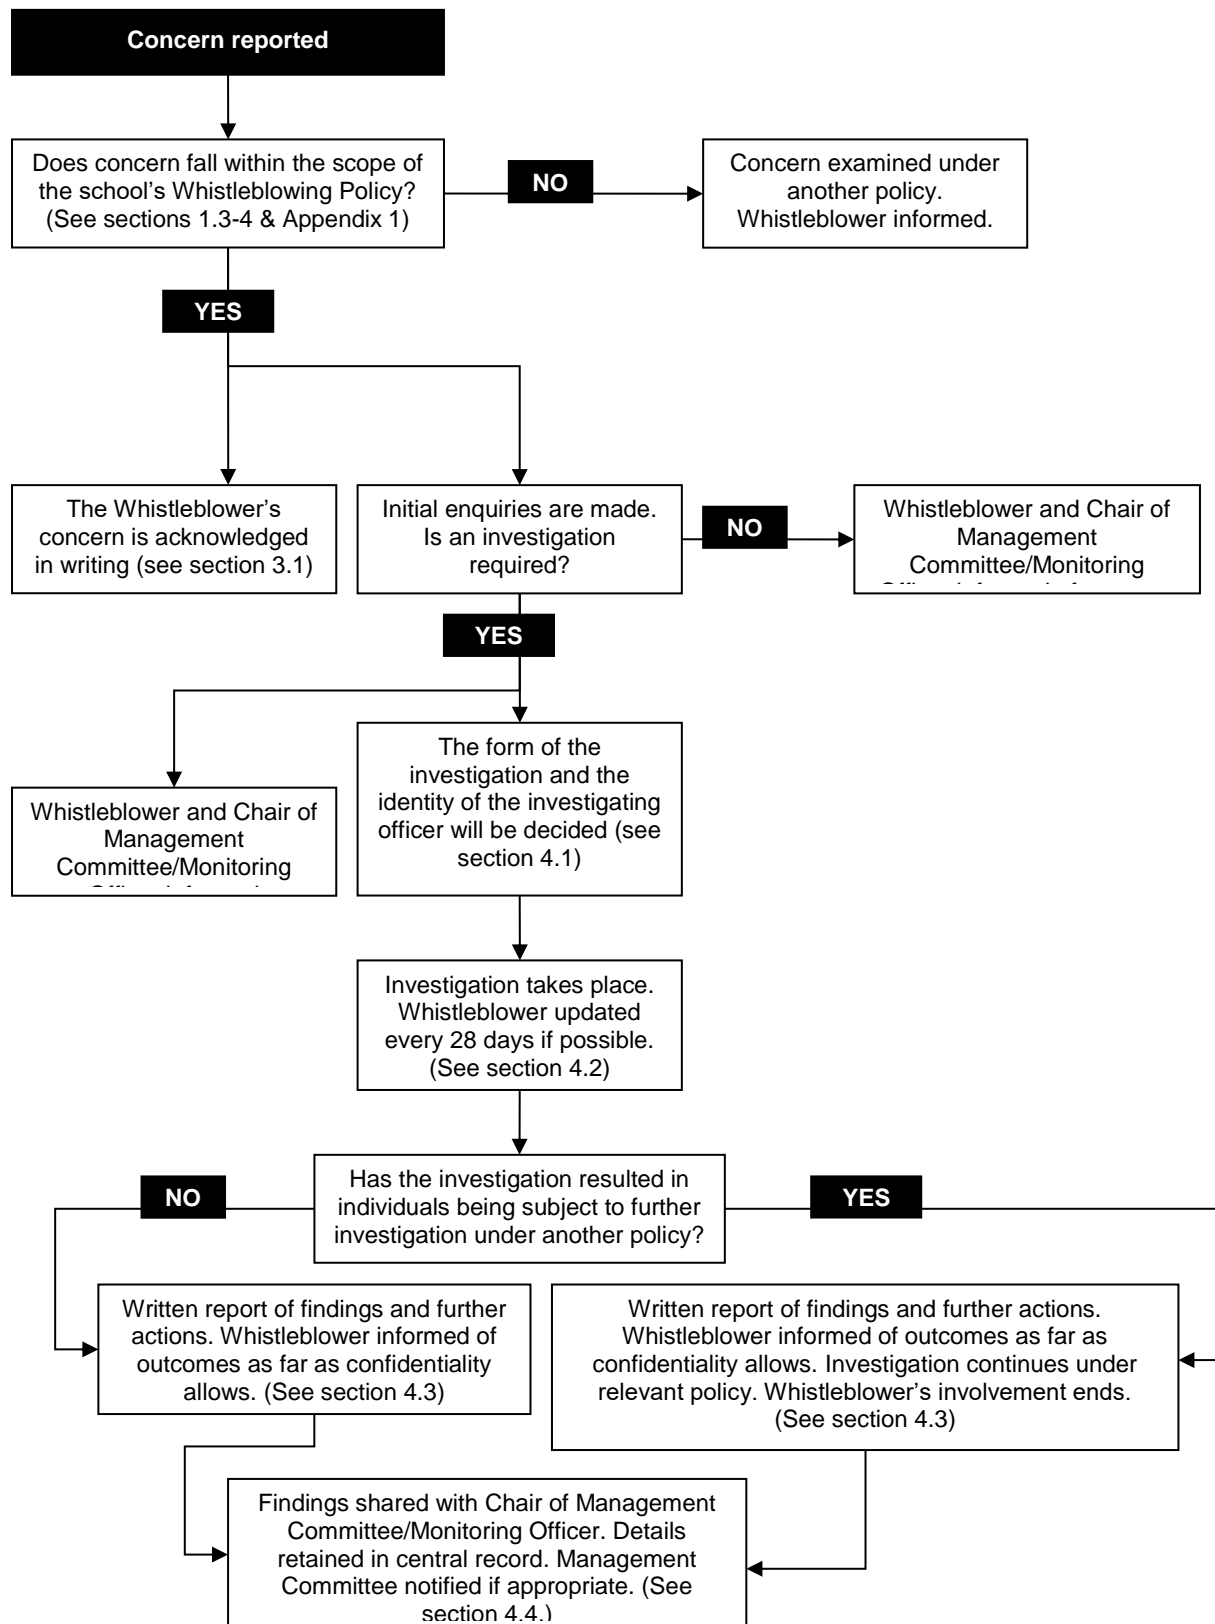 Concern reported
Does concern fall within the scope of
the school's Whistleblowing Policy?
(See sections 1.3-4 & Appendix 1)
NO
Concern examined under
another policy.
Whistleblower informed.
YES
The Whistleblower's
concern is acknowledged
in writing (see section 3.1)
Initial enquiries are made.
Is an investigation
required?
NO
Whistleblower and Chair of
Management
Committee/Monitoring
YES
The form of the
investigation and the
identity of the investigating
officer will be decided (see
section 4.1)
Whistleblower and Chair of
Management
Committee/Monitoring
Investigation takes place.
Whistleblower updated
every 28 days if possible.
(See section 4.2)
Has the investigation resulted in
individuals being subject to further
investigation under another policy?
NO
YES
Written report of findings and further
actions. Whistleblower informed of
outcomes as far as confidentiality
allows. (See section 4.3)
Written report of findings and further actions.
Whistleblower informed of outcomes as far as
confidentiality allows. Investigation continues under
relevant policy. Whistleblower's involvement ends.
(See section 4.3)
Findings shared with Chair of Management
Committee/Monitoring Officer. Details
retained in central record. Management
Committee notified if appropriate. (See
section 4.4.)